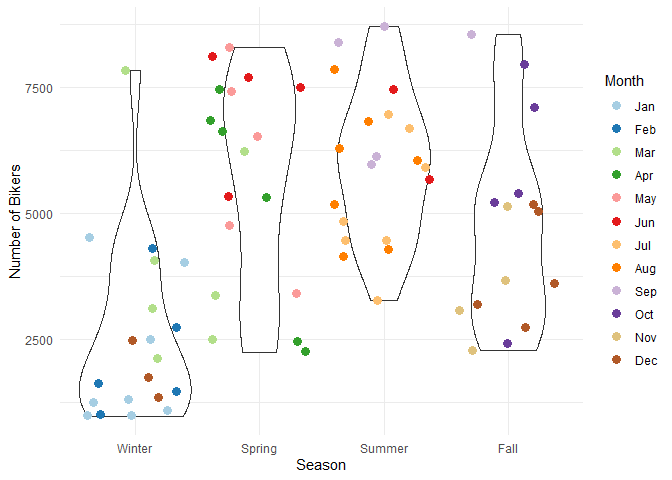 Number of Bikers
7500
5000
2500
Winter
Spring
Summer
Fall
Season
Month
Jan
Feb
Mar
Apr
May
Jun
Jul
Aug
Sep
Oct
Nov
Dec